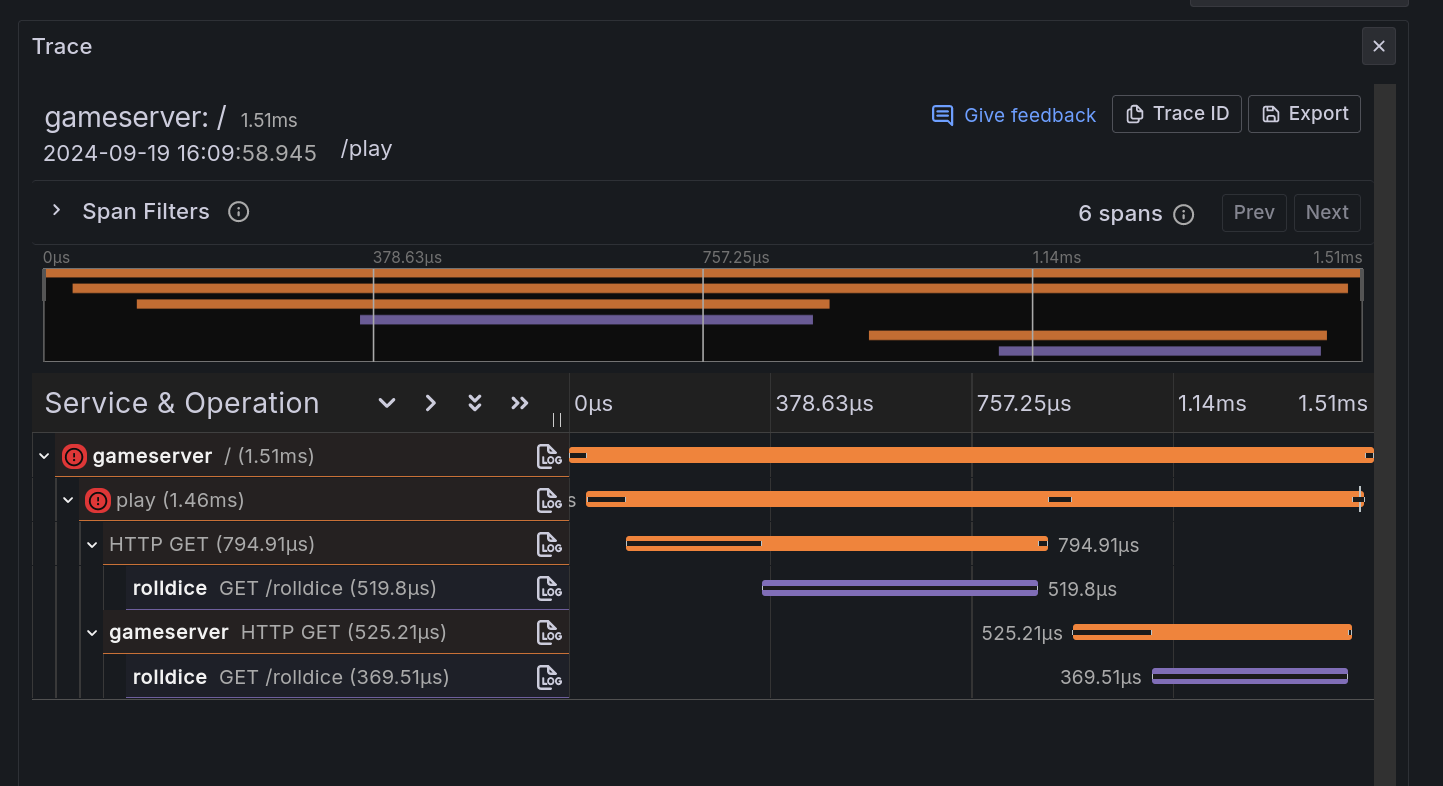 Trace
gameserver: / 1.51ms
Give feedback Trace ID Export
2024-09-19 16:09:58.945 /play
Span Filters 6 spans Prev Next
0µs 378.63µs 757.25µs 1.14ms 1.51ms
Service & Operation 0µs 378.63µs 757.25µs 1.14ms 1.51ms
gameserver / (1.51ms) LOG
play (1.46ms) LOG s
HTTP GET (794.91µs) LOG 794.91µs
rolldice GET /rolldice (519.8µs) LOG 519.8µs
gameserver HTTP GET (525.21µs) LOG 525.21µs
rolldice GET /rolldice (369.51µs) LOG 369.51µs